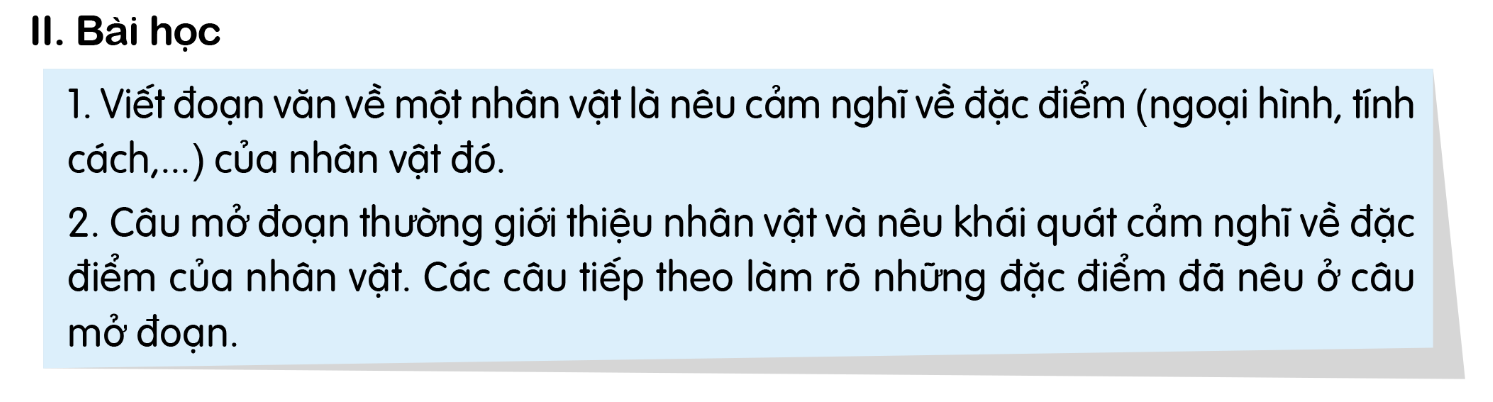 II. Bài học
1. Viết đoạn văn về một nhân vật là nêu cảm nghĩ về đặc điểm (ngoại hình, tính
cách,...) của nhân vật đó.
2. Câu mở đoạn thường giới thiệu nhân vật và nêu khái quát cảm nghĩ về đặc
điểm của nhân vật. Các câu tiếp theo làm rõ những đặc điểm đã nêu ở câu
mở đoạn.